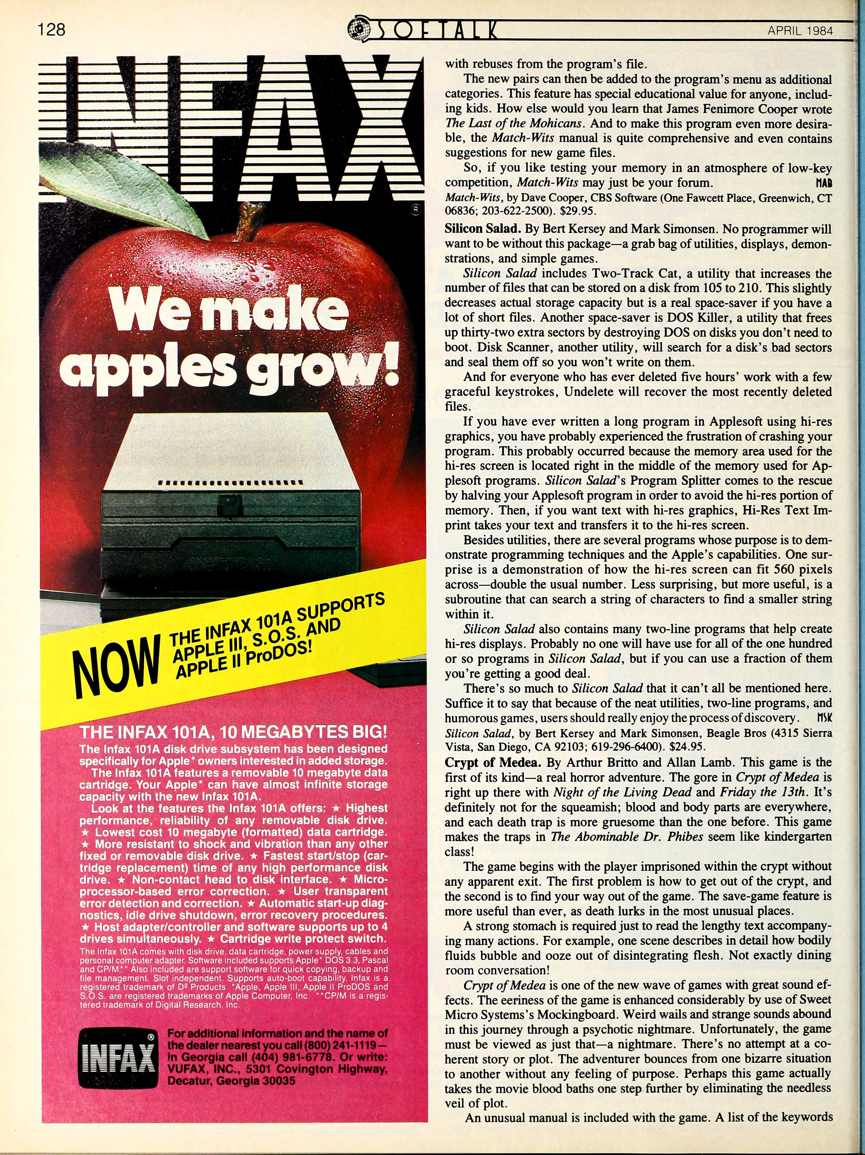 128
SOFTALK
APRIL 1984
INFAX
®
We make
apples grow!
NOW
THE INFAX 101A SUPPORTS
APPLE III, S.O.S. AND
APPLE II ProDOS!
THE INFAX 101A, 10 MEGABYTES BIG!
The Infax 101A disk drive subsystem has been designed
specifically for Apple* owners interested in added storage.
The Infax 101A features a removable 10 megabyte data
cartridge. Your Apple* can have almost infinite storage
capacity with the new Infax 101A.
Look at the features the Infax 101A offers: ★ Highest
performance, reliability of any removable disk drive.
★ Lowest cost 10 megabyte (formatted) data cartridge.
★ More resistant to shock and vibration than any other
fixed or removable disk drive. ★ Fastest start/stop (car-
tridge replacement) time of any high performance disk
drive. ★ Non-contact head to disk interface. ★ Micro-
processor-based error correction. ★ User transparent
error detection and correction. ★ Automatic start-up diag-
nostics, idle drive shutdown, error recovery procedures.
★ Host adapter/controller and software supports up to 4
drives simultaneously. ★ Cartridge write protect switch.
The Infax 101A comes with disk drive, data cartridge, power supply, cables and
personal computer adapter. Software included supports Apple* DOS 3.3, Pascal
and CP/M.** Also included are support software for quick copying, backup and
file management. Slot independent. Supports auto-boot capability. Infax is a
registered trademark of D³ Products *Apple, Apple III, Apple II ProDOS and
S.O.S. are registered trademarks of Apple Computer, Inc. **CP/M is a regis-
tered trademark of Digital Research, Inc.
INFAX®
For additional information and the name of
the dealer nearest you call (800) 241-1119 —
in Georgia call (404) 981-6778. Or write:
VUFAX, INC., 5301 Covington Highway,
Decatur, Georgia 30035
with rebuses from the program's file.
The new pairs can then be added to the program's menu as additional
categories. This feature has special educational value for anyone, includ-
ing kids. How else would you learn that James Fenimore Cooper wrote
The Last of the Mohicans. And to make this program even more desira-
ble, the Match-Wits manual is quite comprehensive and even contains
suggestions for new game files.
So, if you like testing your memory in an atmosphere of low-key
competition, Match-Wits may just be your forum. MAD
Match-Wits, by Dave Cooper, CBS Software (One Fawcett Place, Greenwich, CT
06836; 203-622-2500). $29.95.
Silicon Salad. By Bert Kersey and Mark Simonsen. No programmer will
want to be without this package—a grab bag of utilities, displays, demon-
strations, and simple games.
Silicon Salad includes Two-Track Cat, a utility that increases the
number of files that can be stored on a disk from 105 to 210. This slightly
decreases actual storage capacity but is a real space-saver if you have a
lot of short files. Another space-saver is DOS Killer, a utility that frees
up thirty-two extra sectors by destroying DOS on disks you don't need to
boot. Disk Scanner, another utility, will search for a disk's bad sectors
and seal them off so you won't write on them.
And for everyone who has ever deleted five hours' work with a few
graceful keystrokes, Undelete will recover the most recently deleted
files.
If you have ever written a long program in Applesoft using hi-res
graphics, you have probably experienced the frustration of crashing your
program. This probably occurred because the memory area used for the
hi-res screen is located right in the middle of the memory used for Ap-
plesoft programs. Silicon Salad's Program Splitter comes to the rescue
by halving your Applesoft program in order to avoid the hi-res portion of
memory. Then, if you want text with hi-res graphics, Hi-Res Text Im-
print takes your text and transfers it to the hi-res screen.
Besides utilities, there are several programs whose purpose is to dem-
onstrate programming techniques and the Apple's capabilities. One sur-
prise is a demonstration of how the hi-res screen can fit 560 pixels
across—double the usual number. Less surprising, but more useful, is a
subroutine that can search a string of characters to find a smaller string
within it.
Silicon Salad also contains many two-line programs that help create
hi-res displays. Probably no one will have use for all of the one hundred
or so programs in Silicon Salad, but if you can use a fraction of them
you're getting a good deal.
There's so much to Silicon Salad that it can't all be mentioned here.
Suffice it to say that because of the neat utilities, two-line programs, and
humorous games, users should really enjoy the process of discovery. MSK
Silicon Salad, by Bert Kersey and Mark Simonsen, Beagle Bros (4315 Sierra
Vista, San Diego, CA 92103; 619-296-6400). $24.95.
Crypt of Medea. By Arthur Britto and Allan Lamb. This game is the
first of its kind—a real horror adventure. The gore in Crypt of Medea is
right up there with Night of the Living Dead and Friday the 13th. It's
definitely not for the squeamish; blood and body parts are everywhere,
and each death trap is more gruesome than the one before. This game
makes the traps in The Abominable Dr. Phibes seem like kindergarten
class!
The game begins with the player imprisoned within the crypt without
any apparent exit. The first problem is how to get out of the crypt, and
the second is to find your way out of the game. The save-game feature is
more useful than ever, as death lurks in the most unusual places.
A strong stomach is required just to read the lengthy text accompany-
ing many actions. For example, one scene describes in detail how bodily
fluids bubble and ooze out of disintegrating flesh. Not exactly dining
room conversation!
Crypt of Medea is one of the new wave of games with great sound ef-
fects. The eeriness of the game is enhanced considerably by use of Sweet
Micro Systems's Mockingboard. Weird wails and strange sounds abound
in this journey through a psychotic nightmare. Unfortunately, the game
must be viewed as just that—a nightmare. There's no attempt at a co-
herent story or plot. The adventurer bounces from one bizarre situation
to another without any feeling of purpose. Perhaps this game actually
takes the movie blood baths one step further by eliminating the needless
veil of plot.
An unusual manual is included with the game. A list of the keywords